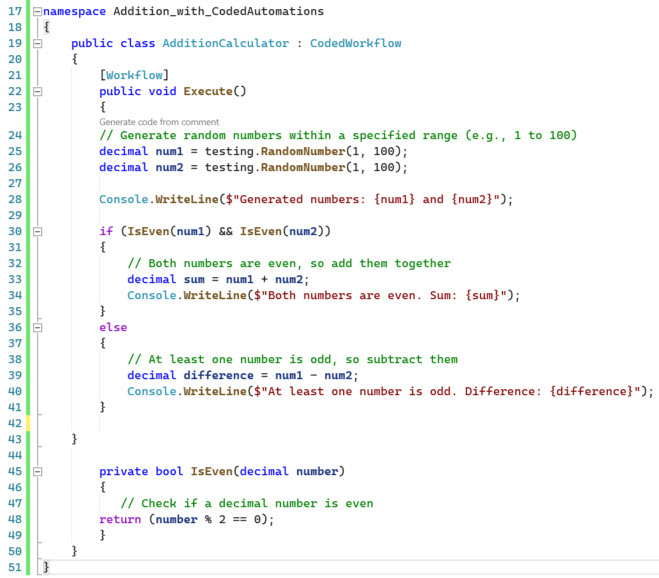 17 namespace Addition_with_CodedAutomations
18 {
19     public class AdditionCalculator : CodedWorkflow
20     {
21         [Workflow]
22         public void Execute()
23         {
Generate code from comment
24         // Generate random numbers within a specified range (e.g., 1 to 100)
25         decimal num1 = testing.RandomNumber(1, 100);
26         decimal num2 = testing.RandomNumber(1, 100);
27
28         Console.WriteLine($"Generated numbers: {num1} and {num2}");
29
30         if (IsEven(num1) && IsEven(num2))
31         {
32             // Both numbers are even, so add them together
33             decimal sum = num1 + num2;
34             Console.WriteLine($"Both numbers are even. Sum: {sum}");
35         }
36         else
37         {
38             // At least one number is odd, so subtract them
39             decimal difference = num1 - num2;
40             Console.WriteLine($"At least one number is odd. Difference: {difference}");
41         }
42
43     }
44
45         private bool IsEven(decimal number)
46         {
47            // Check if a decimal number is even
48         return (number % 2 == 0);
49         }
50     }
51 }